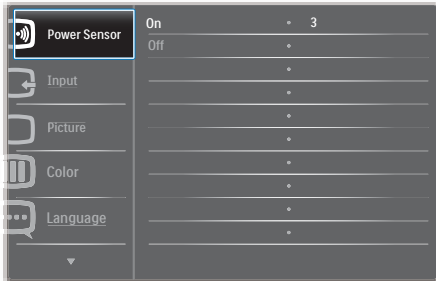 Power Sensor
On 3
Off
Input
Picture
Color
Language